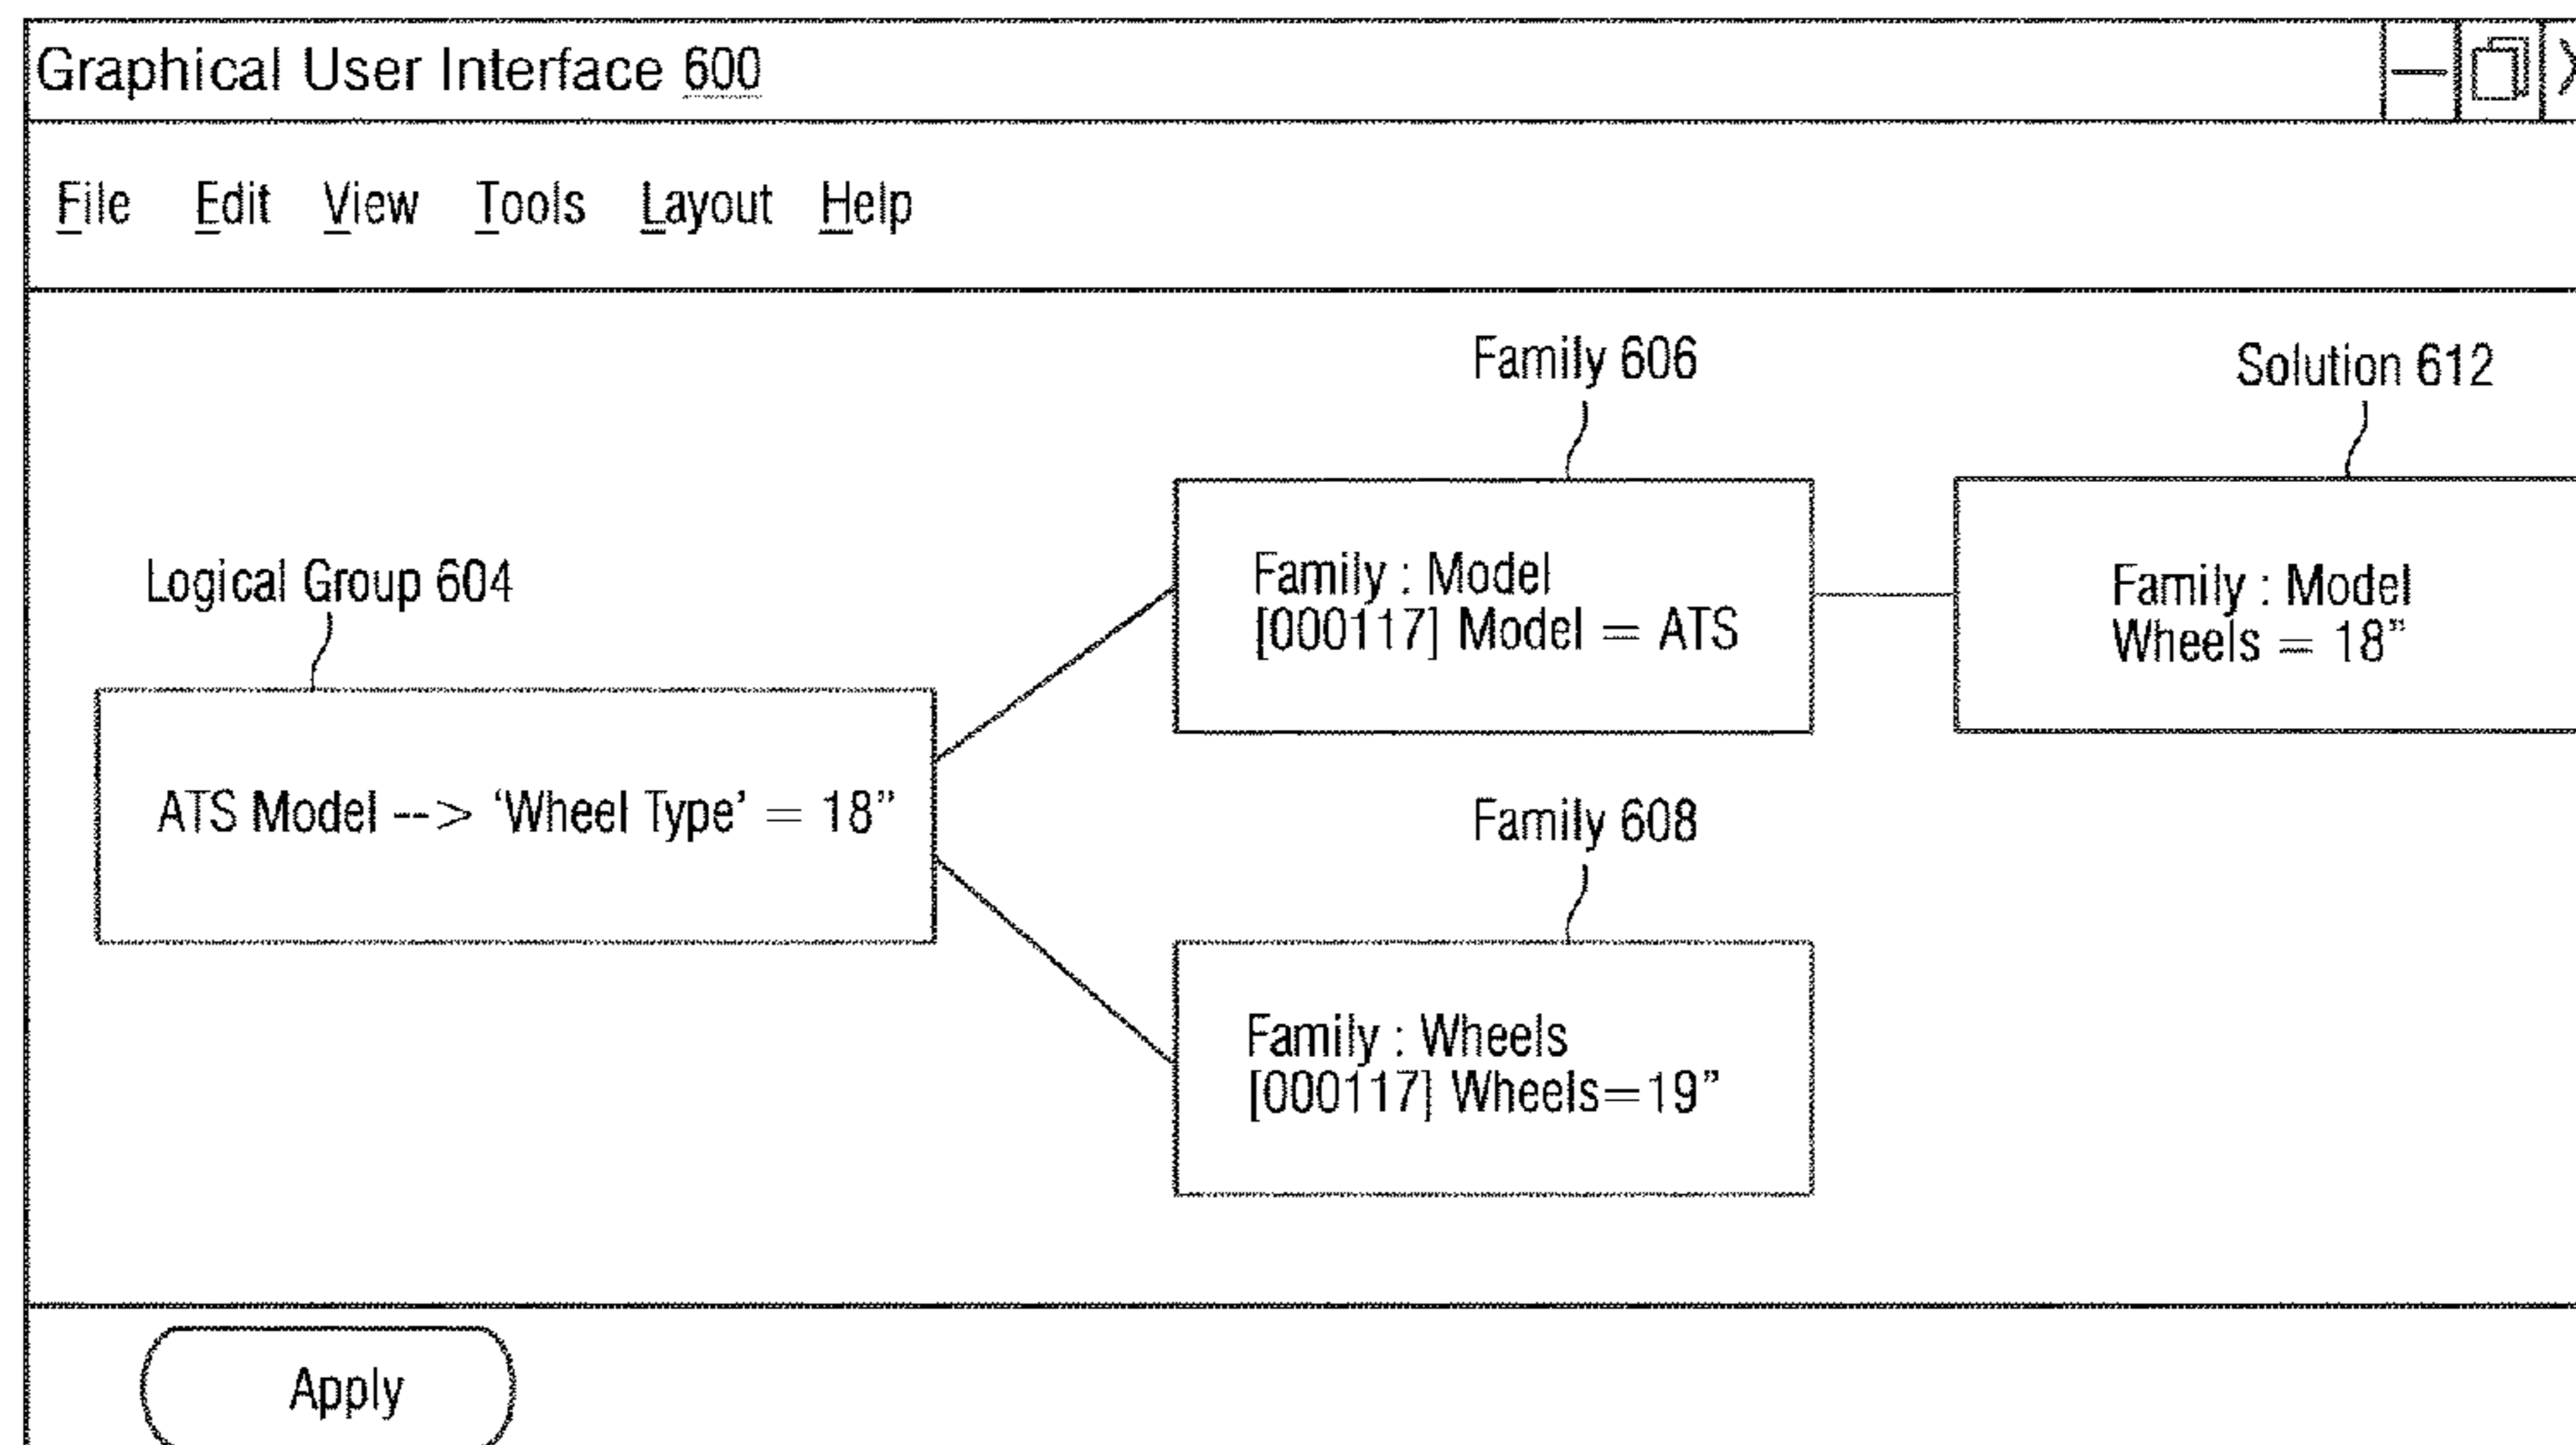 Graphical User Interface 600
File Edit View Tools Layout Help
Family 606
Solution 612
Family : Model
[000117] Model = ATS
Family : Model
Wheels = 18”
Logical Group 604
ATS Model --> ‘Wheel Type’ = 18”
Family 608
Family : Wheels
[000117] Wheels=19”
Apply